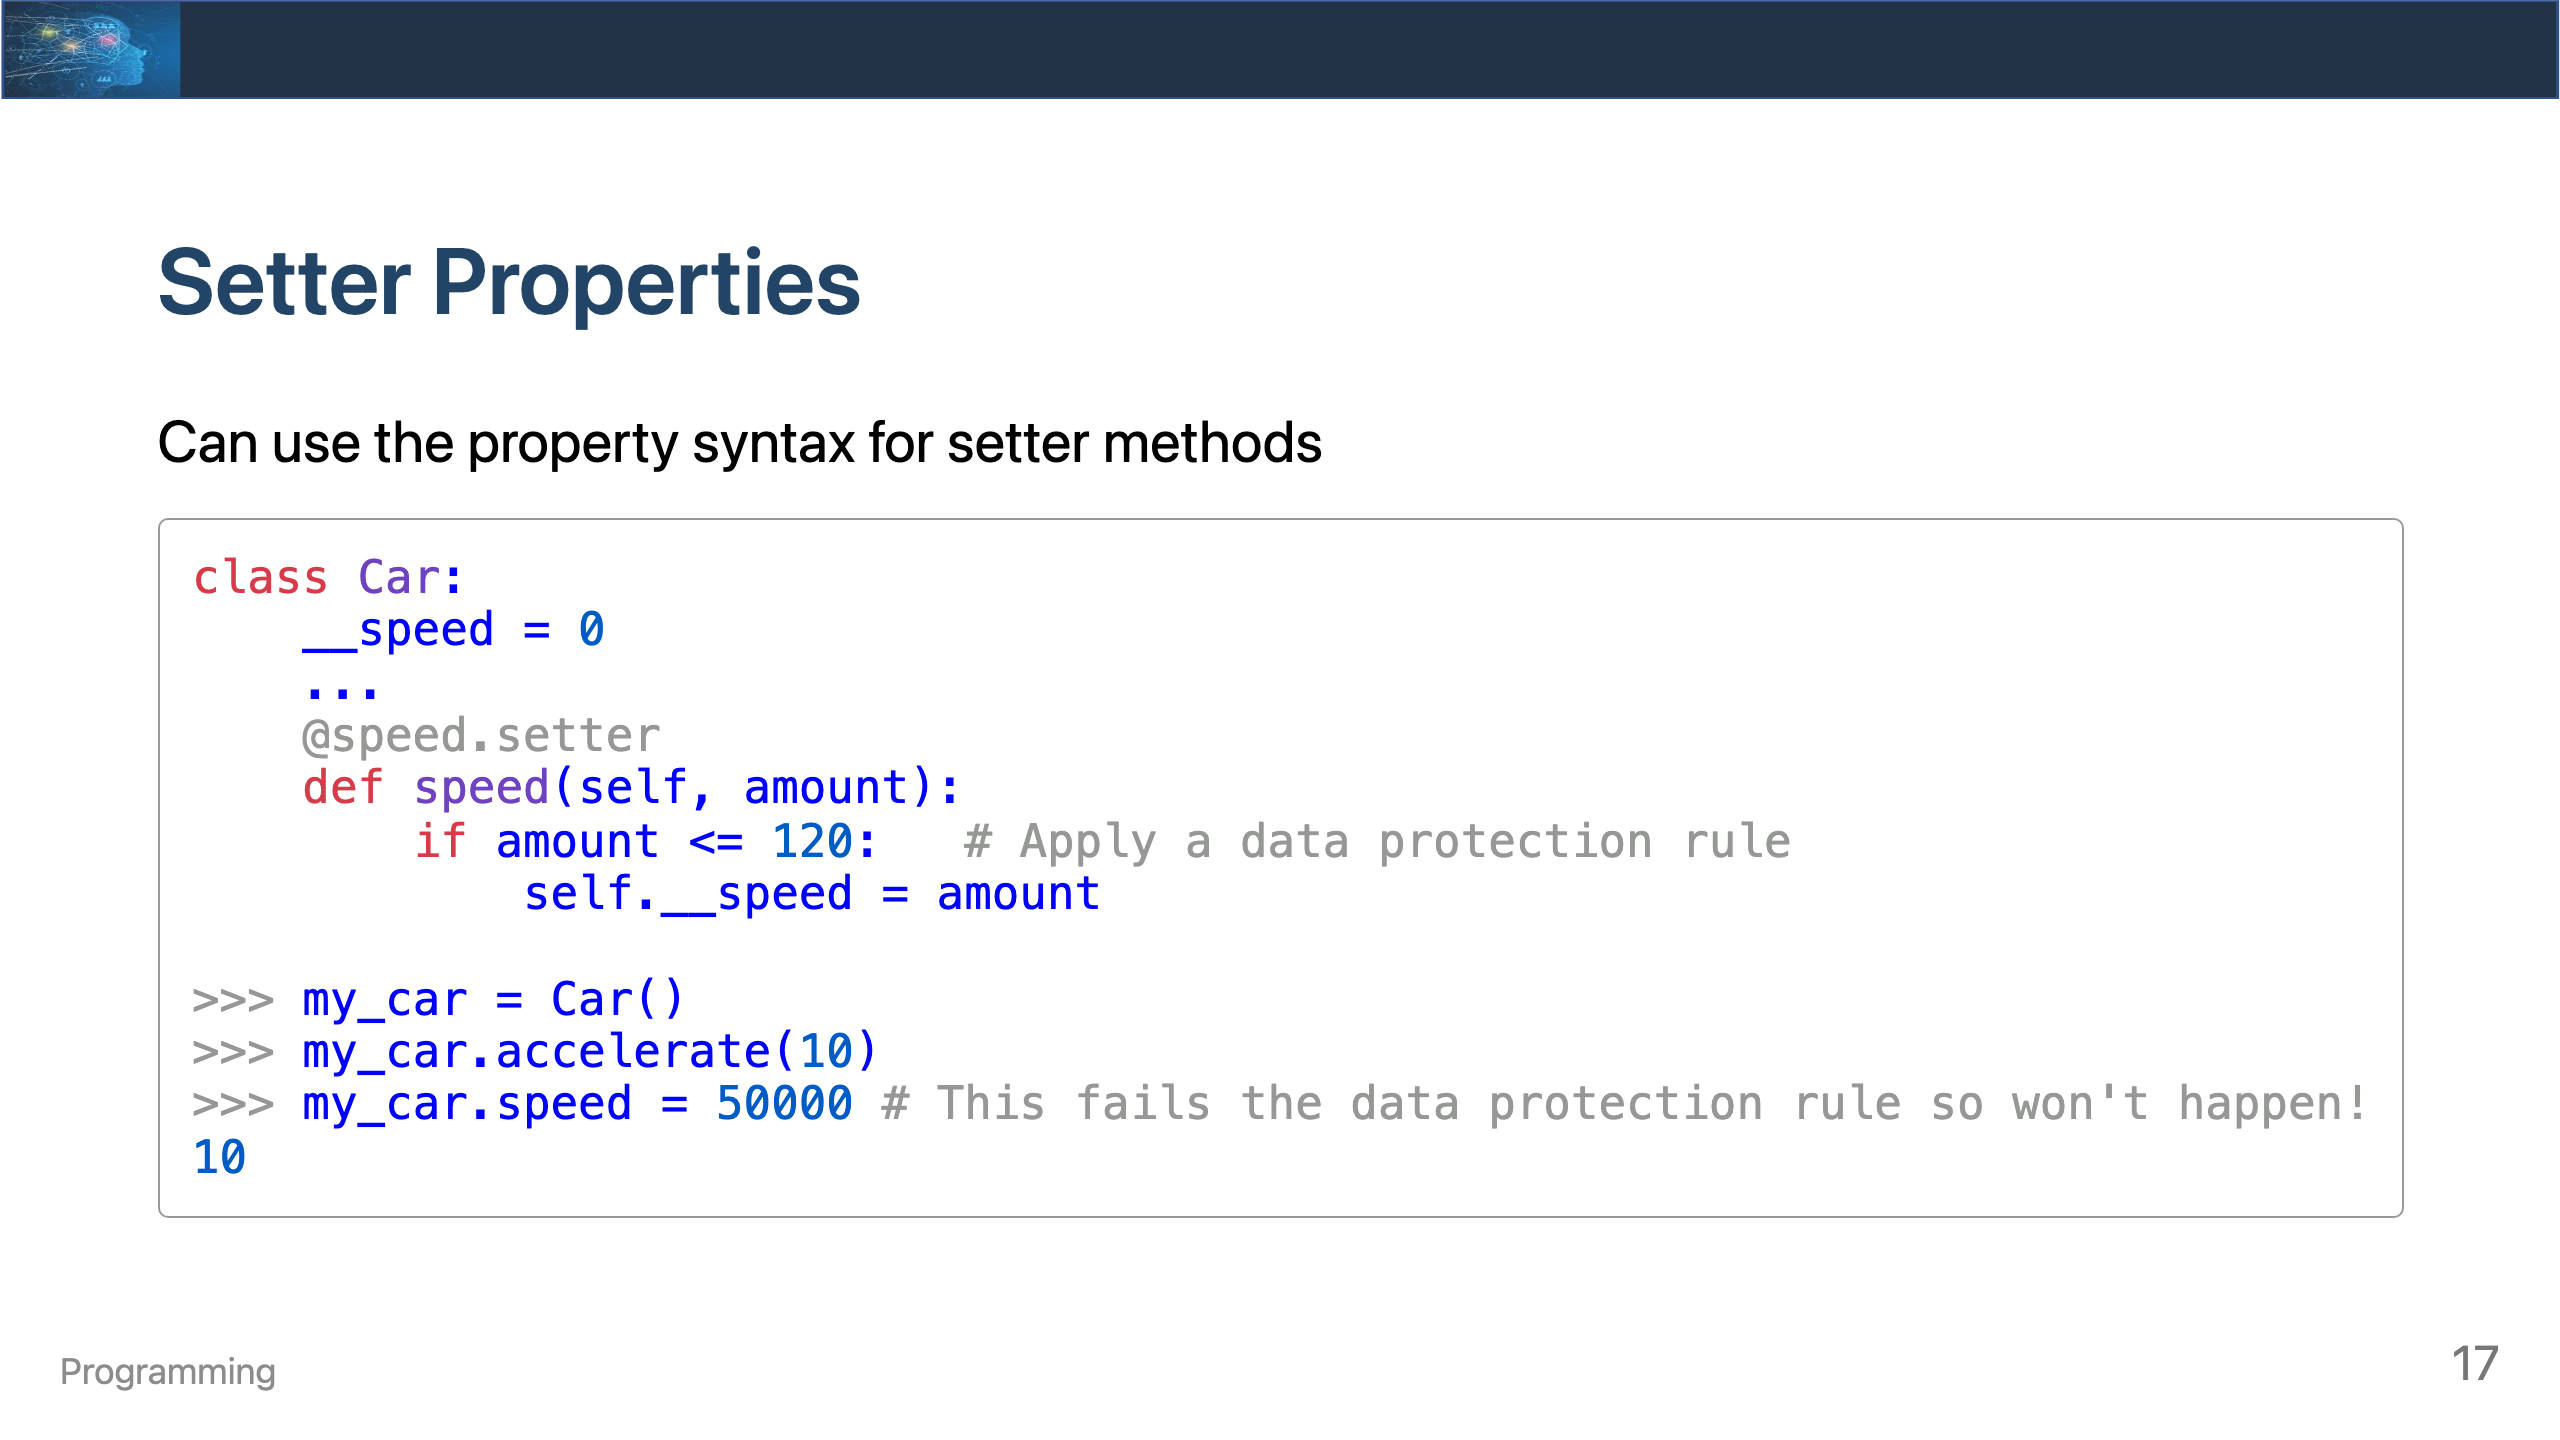 Setter Properties
Can use the property syntax for setter methods
class Car:
    __speed = 0
    ...
    @speed.setter
    def speed(self, amount):
        if amount <= 120:   # Apply a data protection rule
            self.__speed = amount
>>> my_car = Car()
>>> my_car.accelerate(10)
>>> my_car.speed = 50000 # This fails the data protection rule so won't happen!
10
Programming
17